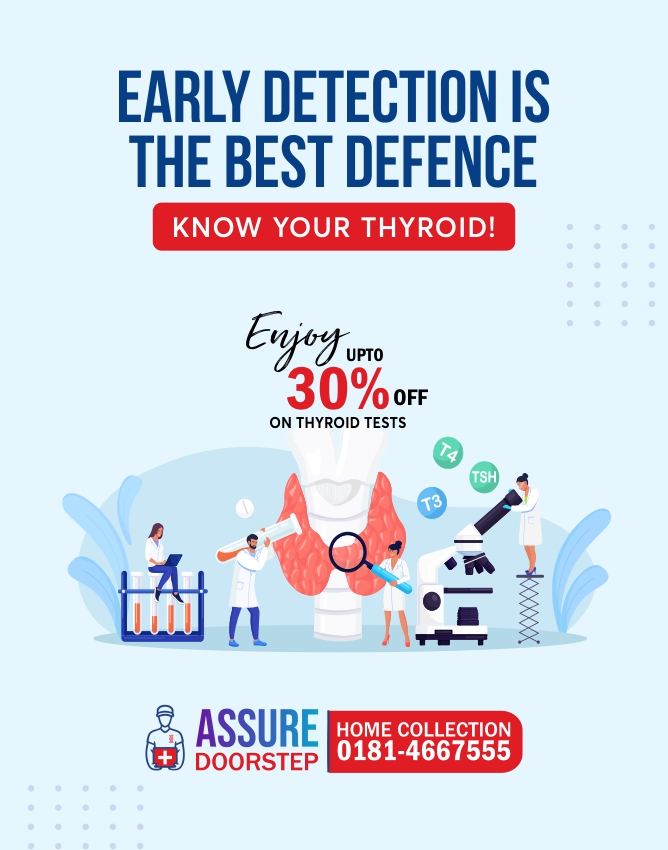 EARLY DETECTION IS
THE BEST DEFENCE
KNOW YOUR THYROID!
Enjoy
UPTO
30% OFF
ON THYROID TESTS
T4
TSH
T3
ASSURE
DOORSTEP
HOME COLLECTION
0181-4667555